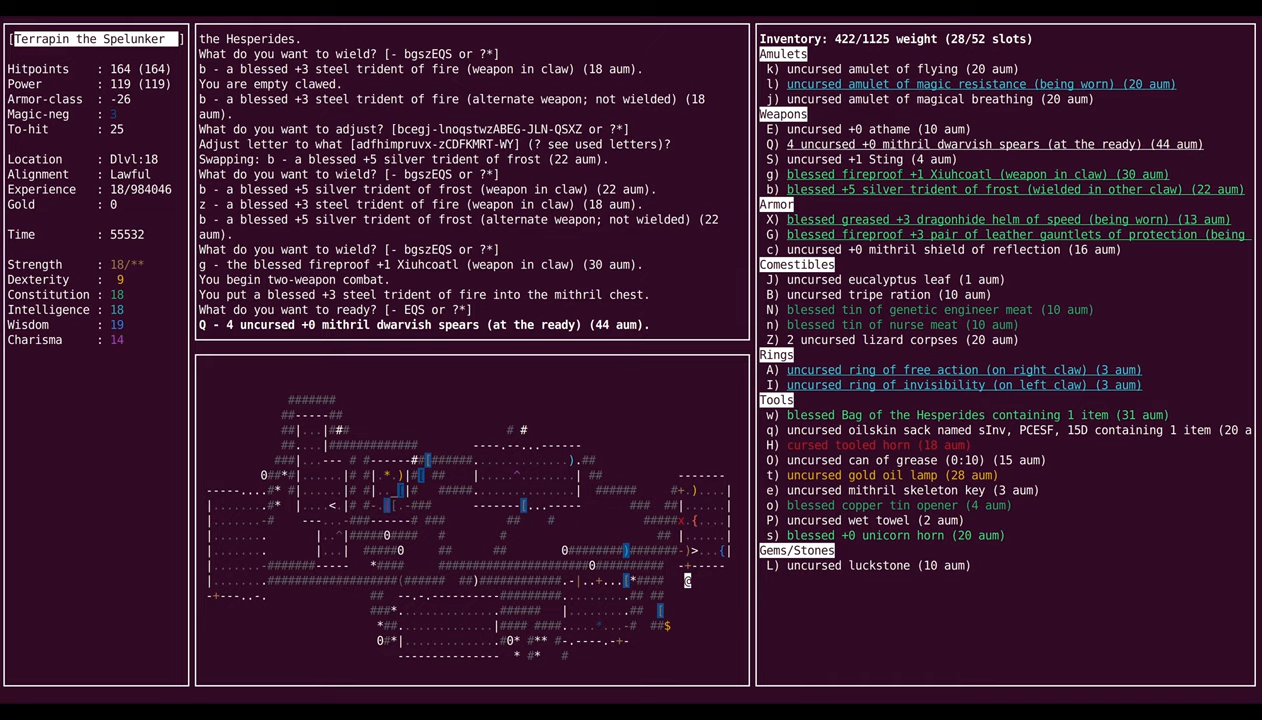 [Terrapin the Spelunker ]
Hitpoints : 164 (164)
Power : 119 (119)
Armor-class : -26
Magic-neg : 3
To-hit : 25
Location : Dlvl:18
Alignment : Lawful
Experience : 18/984046
Gold : 0
Time : 55532
Strength : 18/**
Dexterity : 9
Constitution : 18
Intelligence : 18
Wisdom : 19
Charisma : 14
the Hesperides.
What do you want to wield? [- bgszEQS or ?*]
b - a blessed +3 steel trident of fire (weapon in claw) (18 aum).
You are empty clawed.
b - a blessed +3 steel trident of fire (alternate weapon; not wielded) (18
aum).
What do you want to adjust? [bcegj-lnoqstwzABEG-JLN-QSXZ or ?*]
Adjust letter to what [adfhimpruvx-zCDFKMRT-WY] (? see used letters)?
Swapping: b - a blessed +5 silver trident of frost (22 aum).
What do you want to wield? [- bgszEQS or ?*]
b - a blessed +5 silver trident of frost (weapon in claw) (22 aum).
z - a blessed +3 steel trident of fire (weapon in claw) (18 aum).
b - a blessed +5 silver trident of frost (alternate weapon; not wielded) (22
aum).
What do you want to wield? [- bgszEQS or ?*]
g - the blessed fireproof +1 Xiuhcoatl (weapon in claw) (30 aum).
You begin two-weapon combat.
You put a blessed +3 steel trident of fire into the mithril chest.
What do you want to ready? [- EQS or ?*]
Q - 4 uncursed +0 mithril dwarvish spears (at the ready) (44 aum).
Inventory: 422/1125 weight (28/52 slots)
Amulets
k) uncursed amulet of flying (20 aum)
l) uncursed amulet of magic resistance (being worn) (20 aum)
j) uncursed amulet of magical breathing (20 aum)
Weapons
E) uncursed +0 athame (10 aum)
Q) 4 uncursed +0 mithril dwarvish spears (at the ready) (44 aum)
S) uncursed +1 Sting (4 aum)
g) blessed fireproof +1 Xiuhcoatl (weapon in claw) (30 aum)
b) blessed +5 silver trident of frost (wielded in other claw) (22 aum)
Armor
X) blessed greased +3 dragonhide helm of speed (being worn) (13 aum)
G) blessed fireproof +3 pair of leather gauntlets of protection (being
c) uncursed +0 mithril shield of reflection (16 aum)
Comestibles
J) uncursed eucalyptus leaf (1 aum)
B) uncursed tripe ration (10 aum)
N) blessed tin of genetic engineer meat (10 aum)
n) blessed tin of nurse meat (10 aum)
Z) 2 uncursed lizard corpses (20 aum)
Rings
A) uncursed ring of free action (on right claw) (3 aum)
I) uncursed ring of invisibility (on left claw) (3 aum)
Tools
w) blessed Bag of the Hesperides containing 1 item (31 aum)
q) uncursed oilskin sack named sInv, PCESF, 15D containing 1 item (20 a
H) cursed tooled horn (18 aum)
O) uncursed can of grease (0:10) (15 aum)
t) uncursed gold oil lamp (28 aum)
e) uncursed mithril skeleton key (3 aum)
o) blessed copper tin opener (4 aum)
P) uncursed wet towel (2 aum)
s) blessed +0 unicorn horn (20 aum)
Gems/Stones
L) uncursed luckstone (10 aum)